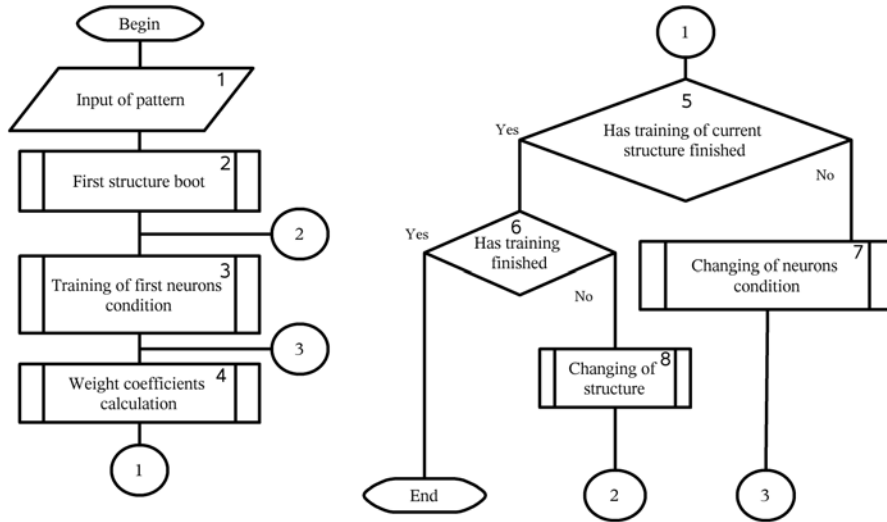 Begin
1
Input of pattern
2
First structure boot
2
3
Training of first neurons
condition
3
4
Weight coefficients
calculation
1
1
5
Has training of current
structure finished
Yes
No
6
Has training
finished
Yes
No
7
Changing of neurons
condition
8
Changing of
structure
End
2
3